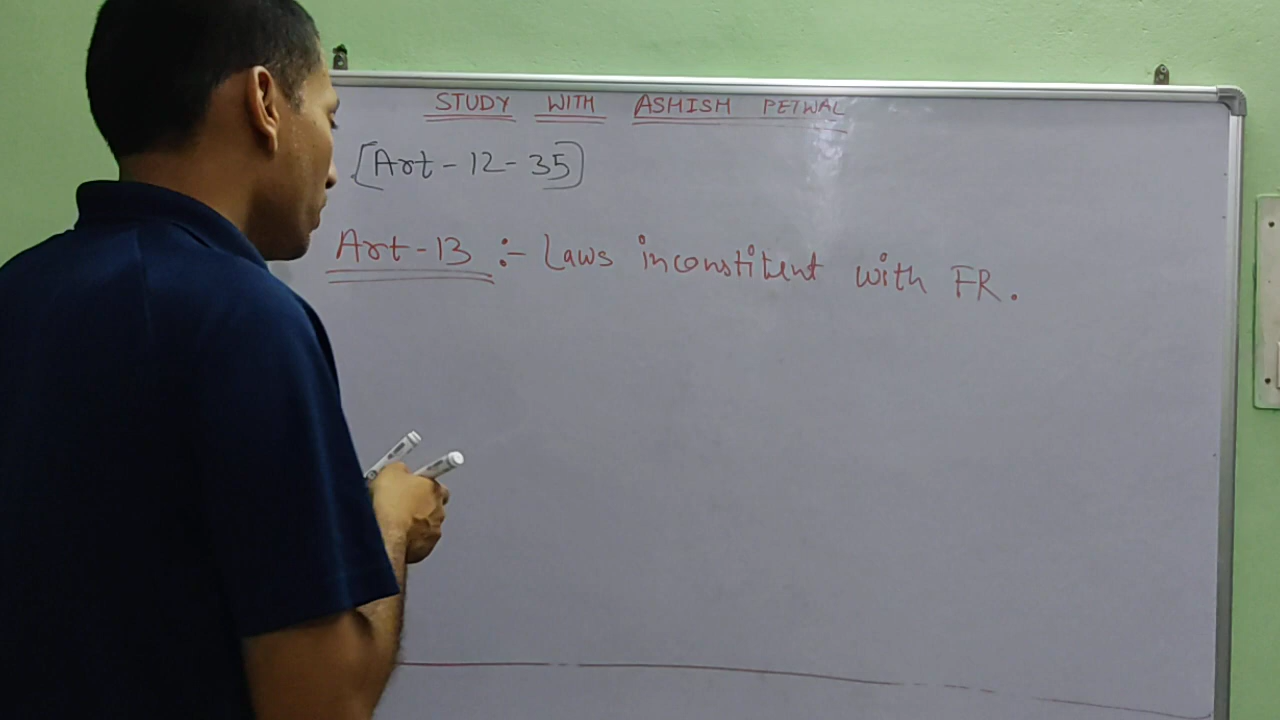 STUDY WITH ASHISH PETWAL
[Art - 12 - 35]
Art - 13 :- Laws inconstitent with FR.